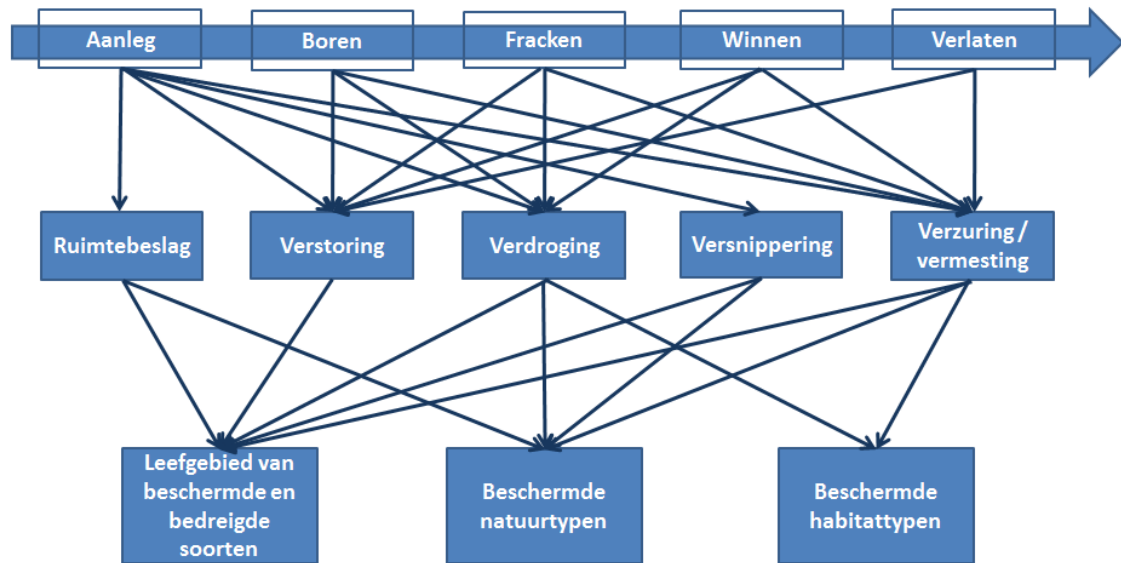 Aanleg
Boren
Fracken
Winnen
Verlaten
Ruimtebeslag
Verstoring
Verdroging
Versnippering
Verzuring /
vermesting
Leefgebied van
beschermde en
bedreigde
soorten
Beschermde
natuurtypen
Beschermde
habitattypen